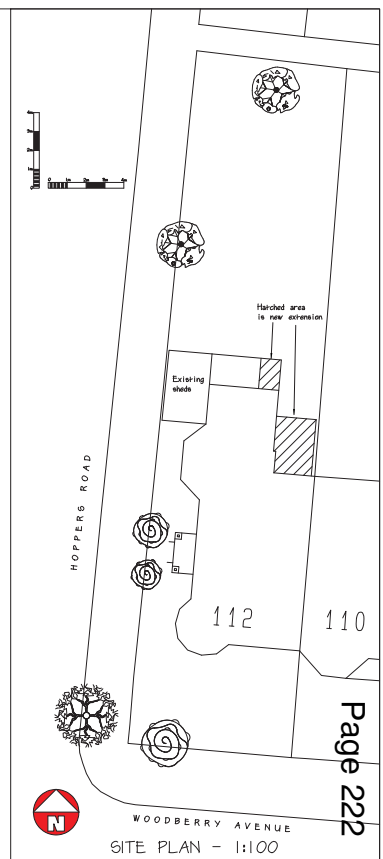 Hatched area
is new extension
Existing
sheds
HOPPERS ROAD
112
110
Page 222
N
WOODBERRY AVENUE
SITE PLAN - 1:100